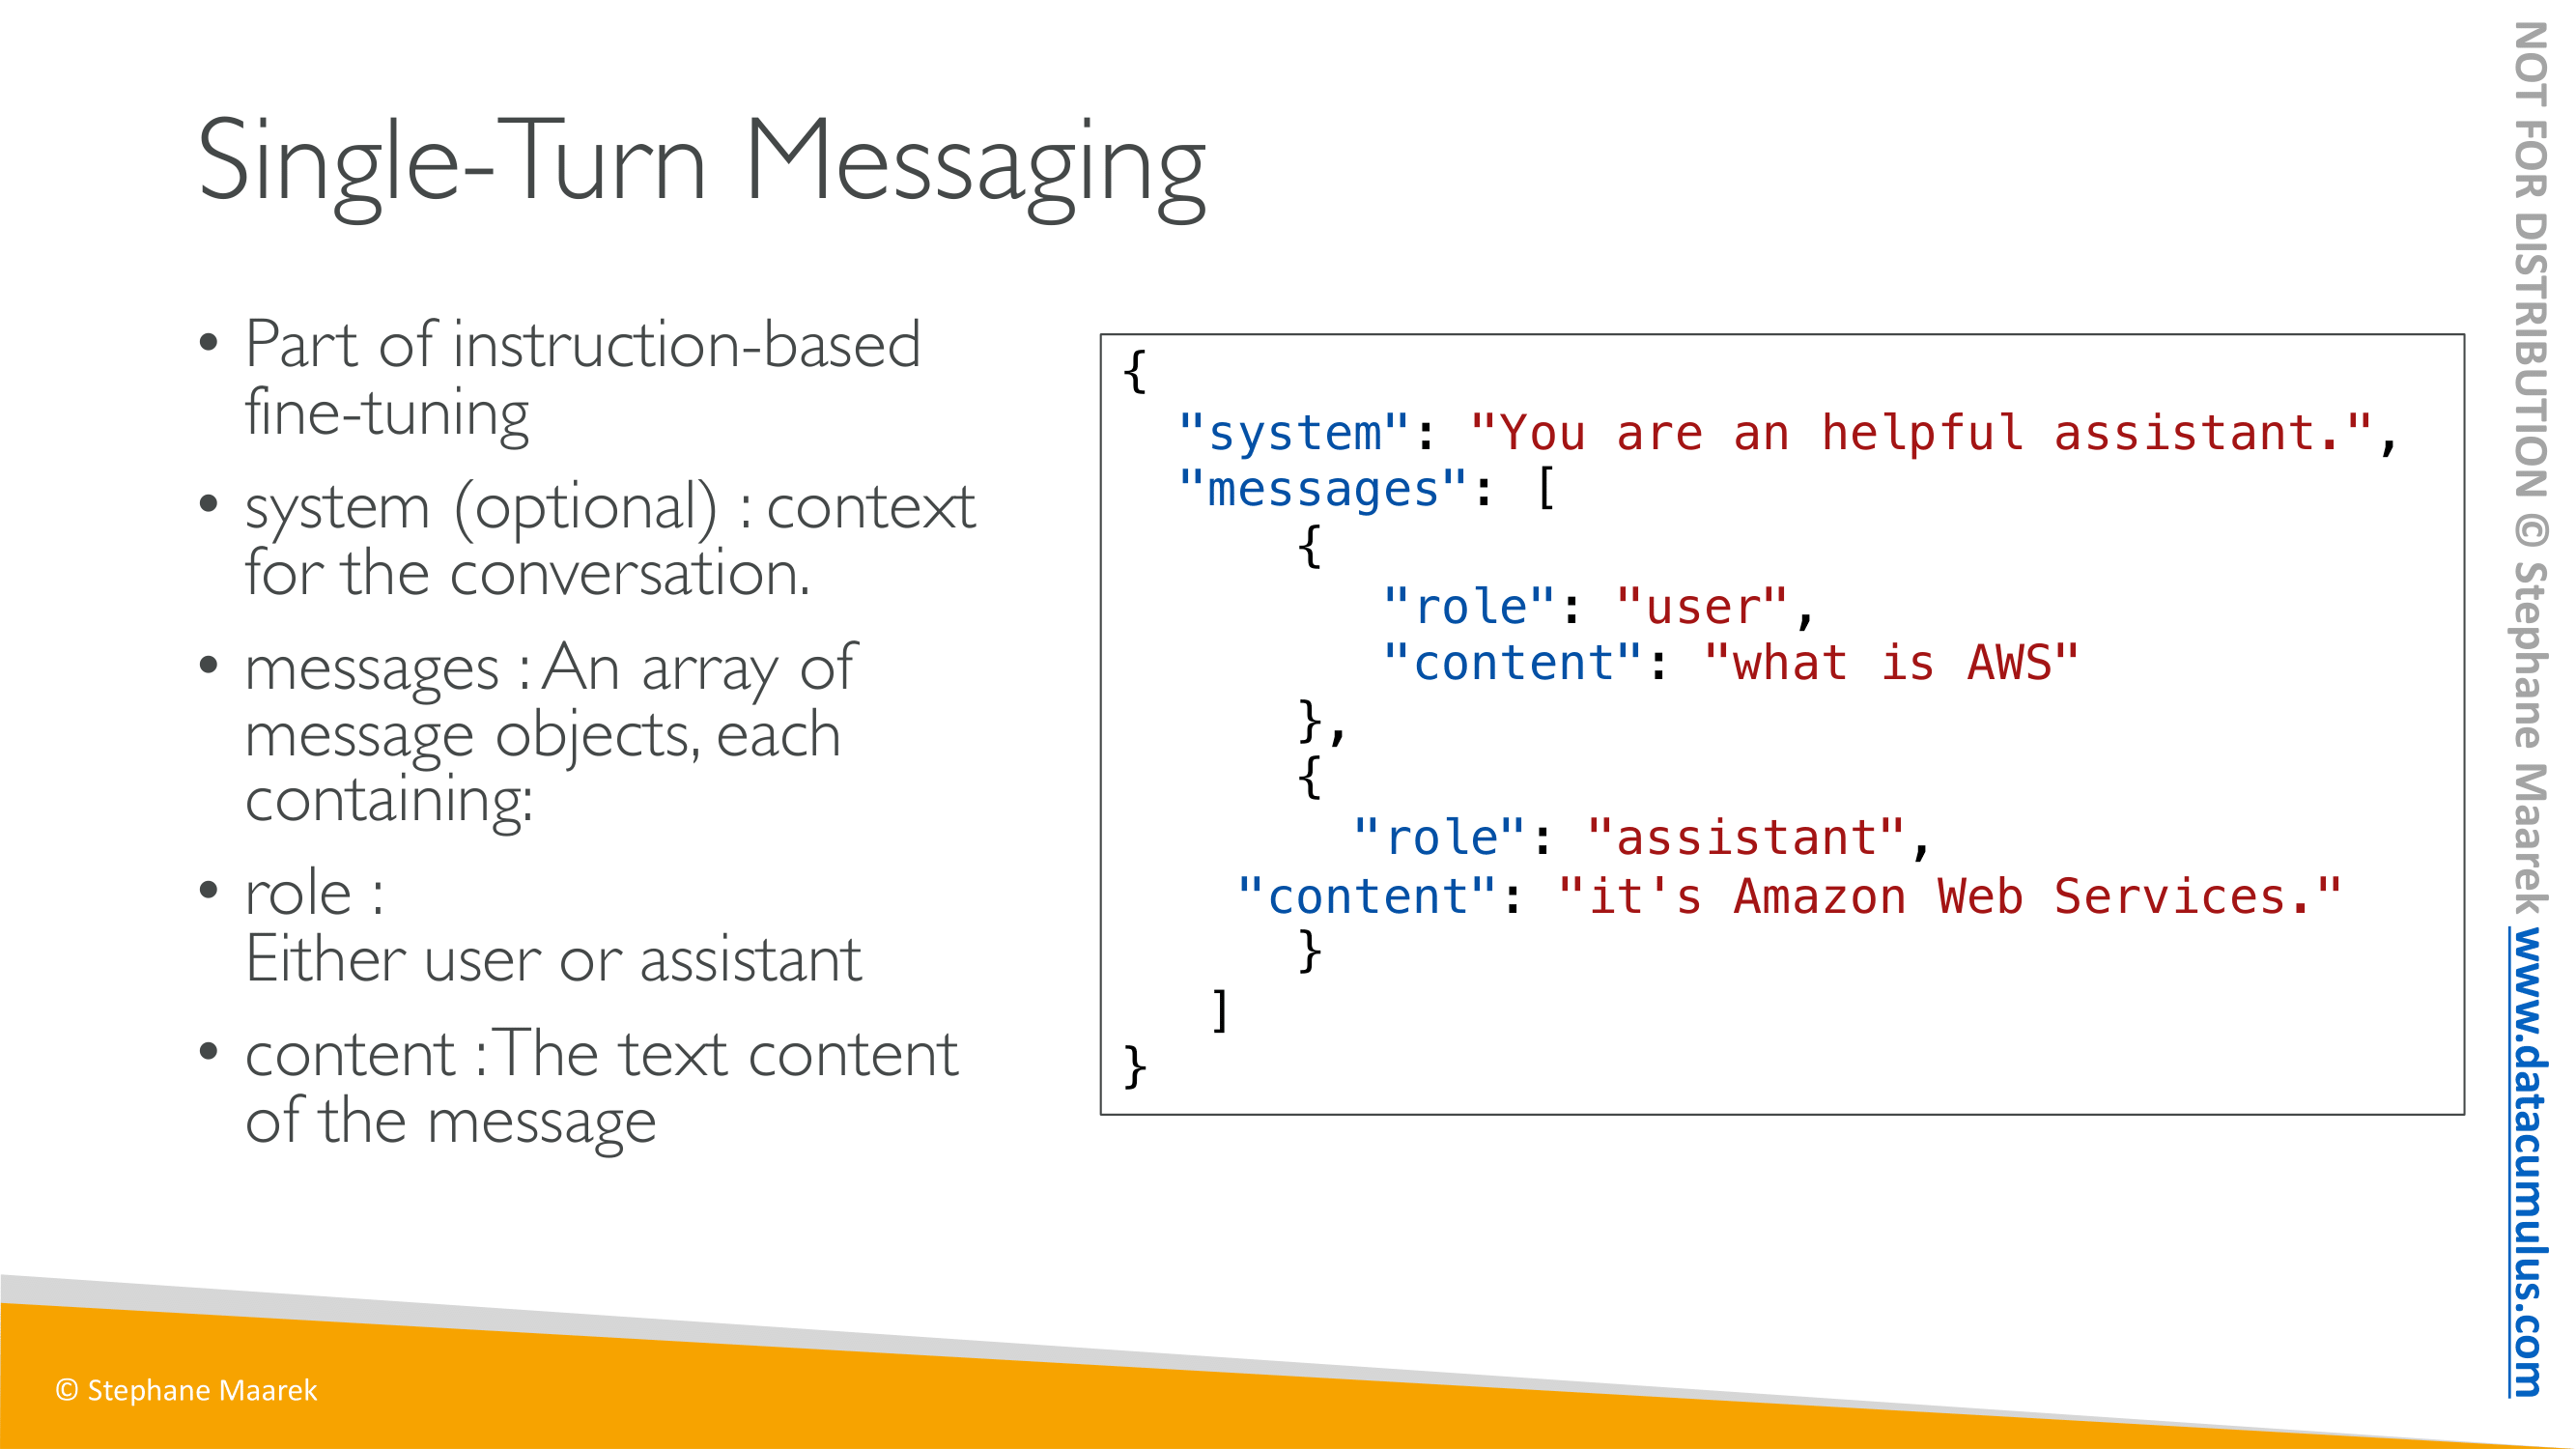 Single-Turn Messaging
• Part of instruction-based
fine-tuning
• system (optional) : context
for the conversation.
• messages : An array of
message objects, each
containing:
• role :
Either user or assistant
• content : The text content
of the message
{
"system": "You are an helpful assistant.",
"messages": [
{
"role": "user",
"content": "what is AWS"
},
{
"role": "assistant",
"content": "it's Amazon Web Services."
}
]
}
© Stephane Maarek
NOT FOR DISTRIBUTION © Stephane Maarek www.datacumulus.com